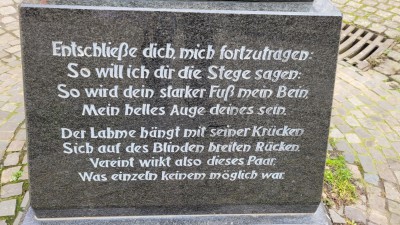 Entschließe dich, mich fortzutragen:
So will ich dir die Stege sagen:
So wird dein starker Fuß mein Bein,
Mein helles Auge deines sein.
Der Lahme hängt mit seiner Krücken
Sich auf des Blinden breiten Rücken.
Vereint wirkt also dieses Paar,
Was einzeln keinem möglich war.